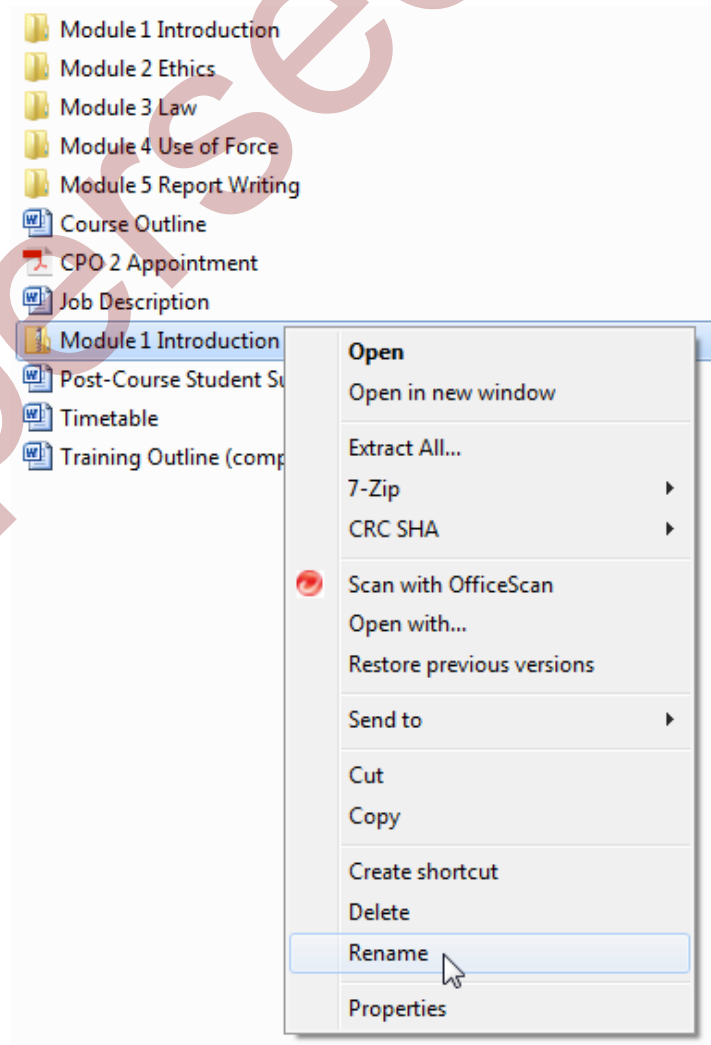 Module 1 Introduction
Module 2 Ethics
Module 3 Law
Module 4 Use of Force
Module 5 Report Writing
Course Outline
CPO 2 Appointment
Job Description
Module 1 Introduction
Post-Course Student
Timetable
Training Outline
Open
Open in new window
Extract All...
7-Zip
CRC SHA
Scan with OfficeScan
Open with...
Restore previous versions
Send to
Cut
Copy
Create shortcut
Delete
Rename
Properties